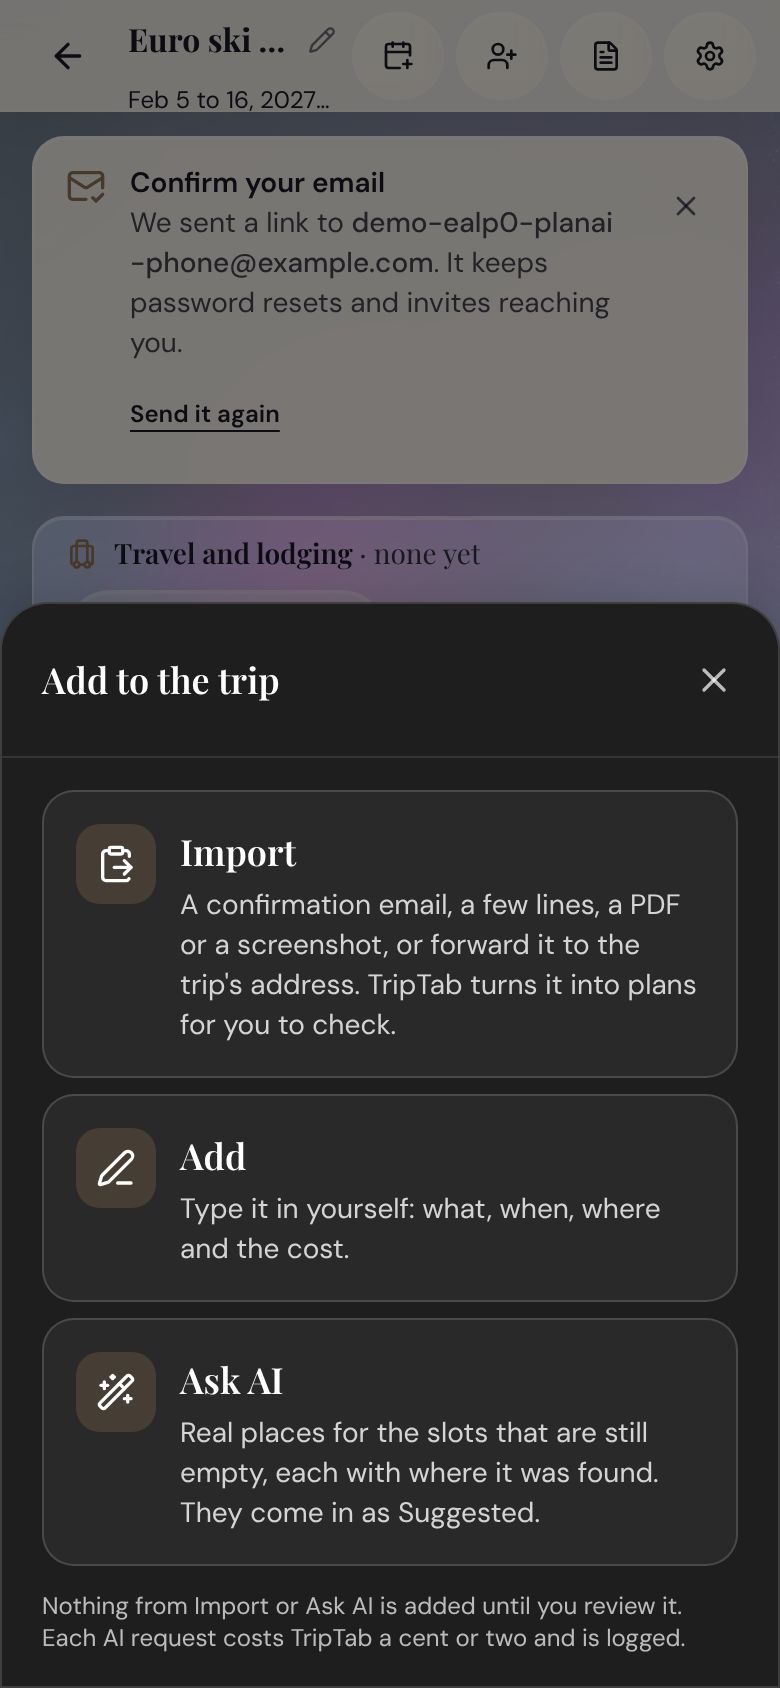 Euro ski ...
Feb 5 to 16, 2027...
Confirm your email
We sent a link to demo-ealp0-planai
-phone@example.com. It keeps
password resets and invites reaching
you.
Send it again
Travel and lodging · none yet
Add to the trip
Import
A confirmation email, a few lines, a PDF
or a screenshot, or forward it to the
trip's address. TripTab turns it into plans
for you to check.
Add
Type it in yourself: what, when, where
and the cost.
Ask AI
Real places for the slots that are still
empty, each with where it was found.
They come in as Suggested.
Nothing from Import or Ask AI is added until you review it.
Each AI request costs TripTab a cent or two and is logged.